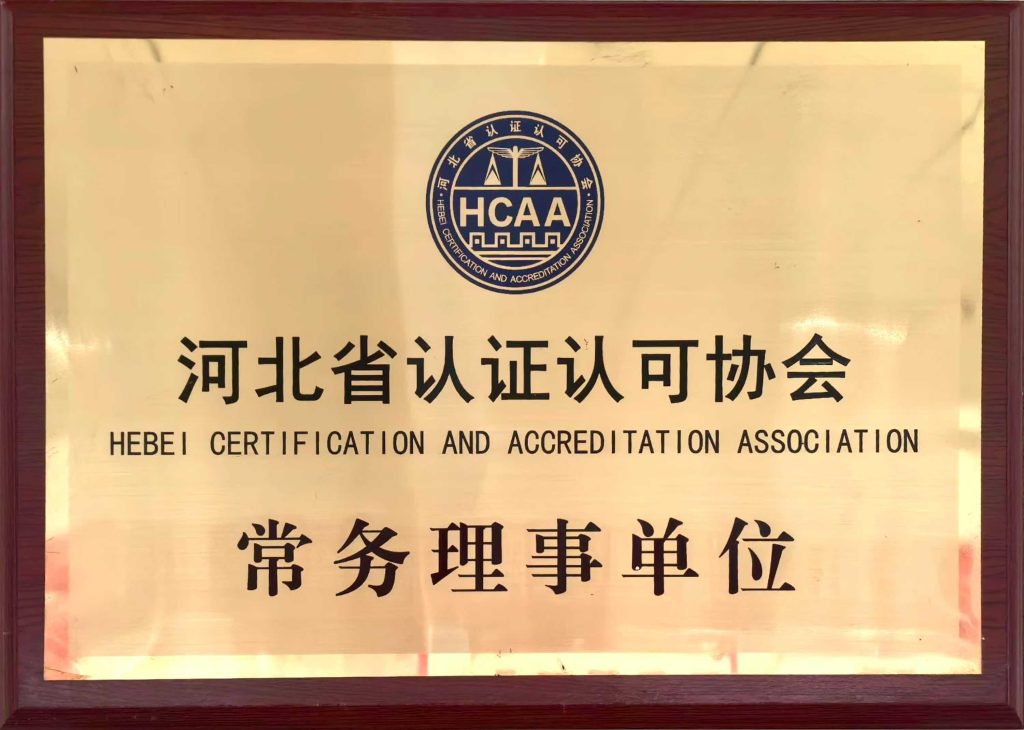 河北省认证认可协会
HCAA
·HEBEI CERTIFICATION AND ACCREDITATION ASSOCIATION·
河北省认证认可协会
HEBEI CERTIFICATION AND ACCREDITATION ASSOCIATION
常务理事单位